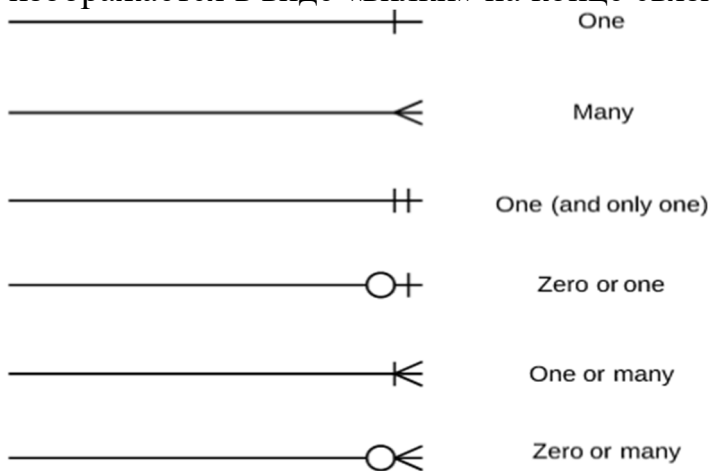 One
Many
One (and only one)
Zero or one
One or many
Zero or many